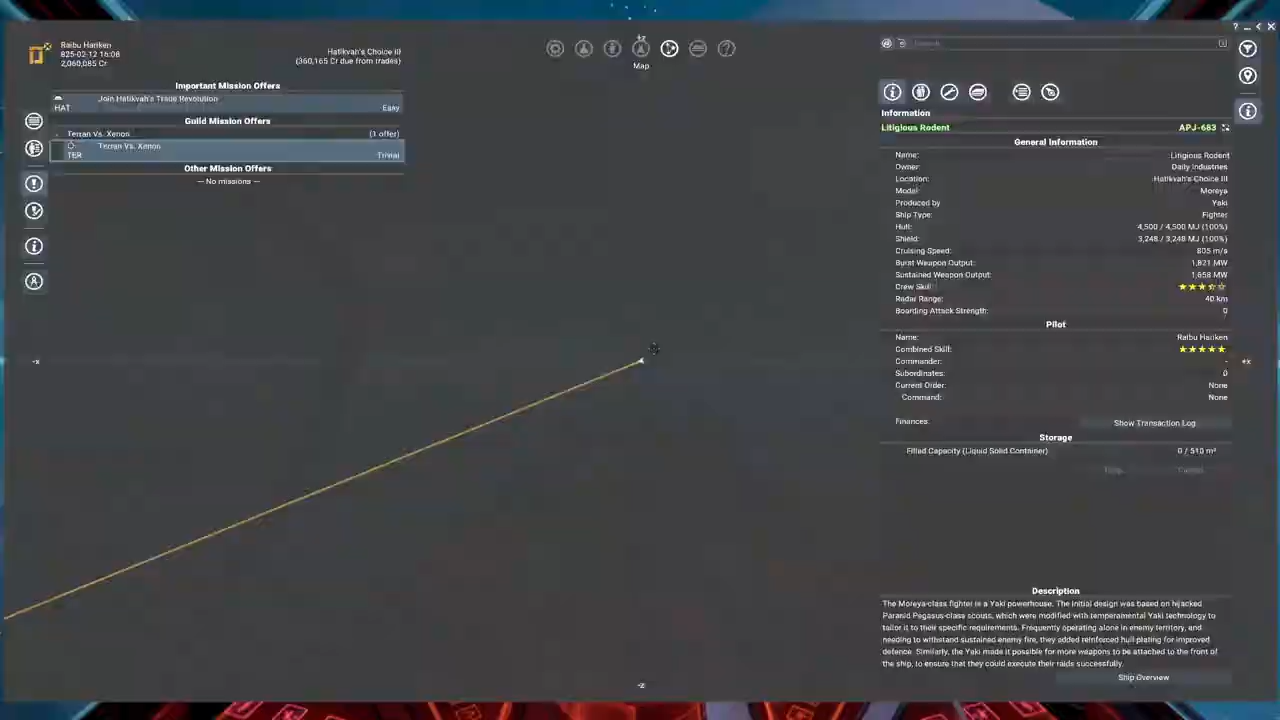 Raibu Hanken
825-02-12 16:08
2,060,085 Cr
Hatikvah's Choice III
(360,165 Cr due from trades)
Important Mission Offers
Join Hatikvah's Trade Revolution
HAT Easy
Guild Mission Offers
Terran Vs. Xenon (1 offer)
Terran Vs. Xenon
TER Trivial
Other Mission Offers
— No missions —
+z
Map
-x
+x
-z
Search
Information
Litigious Rodent APJ-683
General Information
Name: Litigious Rodent
Owner: Daily Industries
Location: Hatikvah's Choice III
Model: Moreya
Produced by Yaki
Ship Type: Fighter
Hull: 4,500 / 4,500 MJ (100%)
Shield: 3,248 / 3,248 MJ (100%)
Cruising Speed: 805 m/s
Burst Weapon Output: 1,821 MW
Sustained Weapon Output: 1,658 MW
Crew Skill:
Radar Range: 40 km
Boarding Attack Strength: 0
Pilot
Name: Raibu Hanken
Combined Skill: ★★★★★
Commander: -
Subordinates: 0
Current Order: None
Command: None
Finances: Show Transaction Log
Storage
Filled Capacity (Liquid Solid Container) 0 / 510 m³
Description
The Moreya-class fighter is a Yaki powerhouse. The initial design was based on hijacked
Paranid Pegasus-class scouts, which were modified with temperamental Yaki technology to
tailor it to their specific requirements. Frequently operating alone in enemy territory, and
needing to withstand sustained enemy fire, they added reinforced hull plating for improved
defence. Similarly, the Yaki made it possible for more weapons to be attached to the front of
the ship, to ensure that they could execute their raids successfully.
Ship Overview